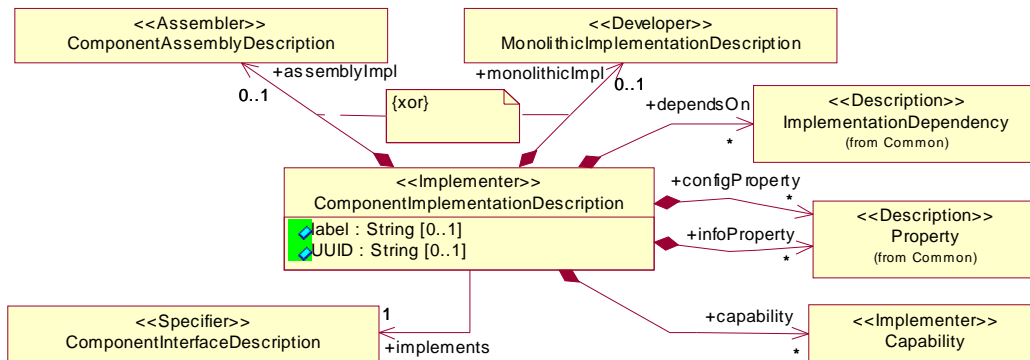 <<Assembler>>
ComponentAssemblyDescription
<<Developer>>
MonolithicImplementationDescription
+assemblyImpl
0..1
+monolithicImpl
0..1
{xor}
+dependsOn
*
<<Description>>
ImplementationDependency
(from Common)
<<Implementer>>
ComponentImplementationDescription
label : String [0..1]
UUID : String [0..1]
+configProperty
*
+infoProperty
*
<<Description>>
Property
(from Common)
<<Specifier>>
ComponentInterfaceDescription
1
+implements
+capability
*
<<Implementer>>
Capability